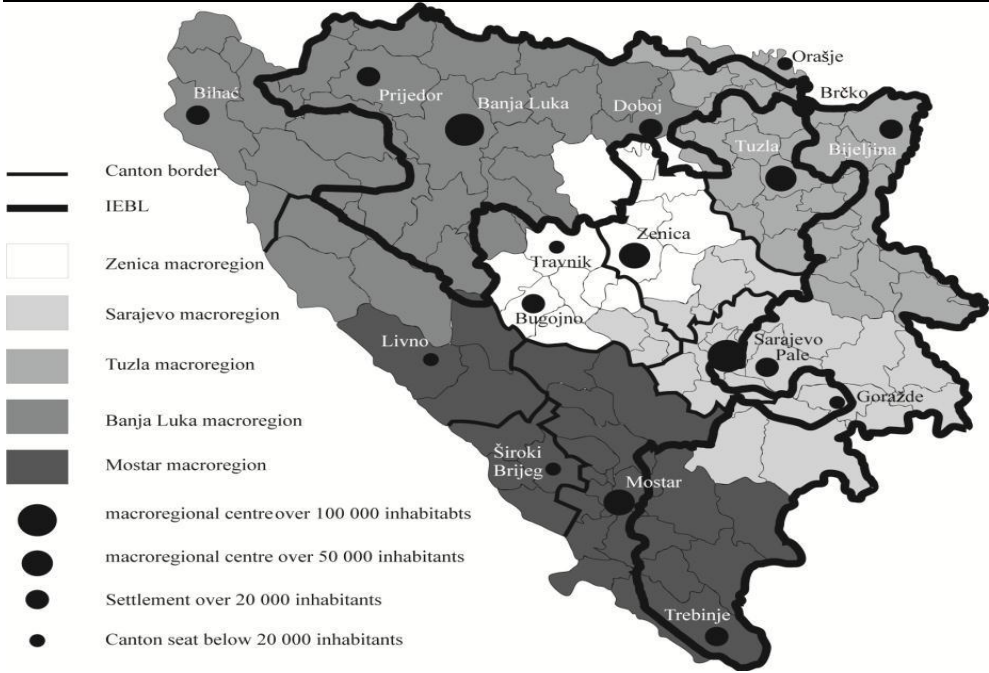 Canton border
IEBL
Zenica macroregion
Sarajevo macroregion
Tuzla macroregion
Banja Luka macroregion
Mostar macroregion
macroregional centre over 100 000 inhabitabts
macroregional centre over 50 000 inhabitants
Settlement over 20 000 inhabitants
Canton seat below 20 000 inhabitants
Orašje
Brčko
Bihać
Prijedor
Banja Luka
Doboj
Tuzla
Bijeljina
Zenica
Travnik
Bugojno
Livno
Sarajevo
Pale
Goražde
Široki
Brijeg
Mostar
Trebinje